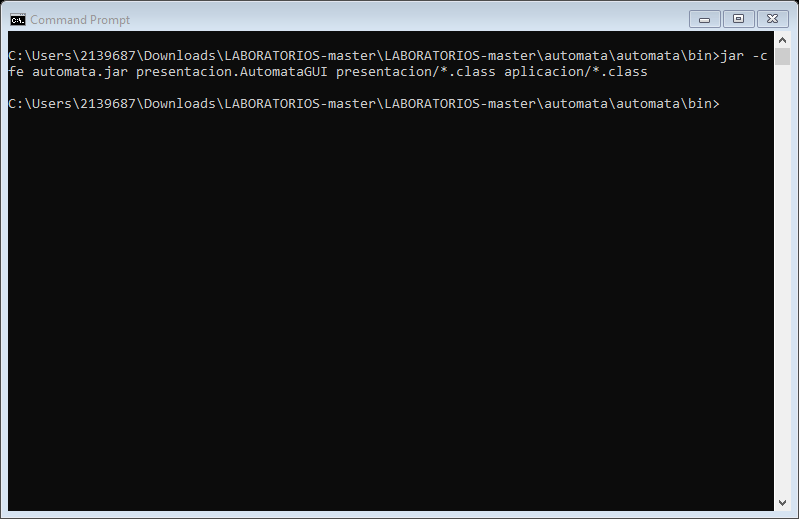 Command Prompt
C:\Users\2139687\Downloads\LABORATORIOS-master\LABORATORIOS-master\automata\automata\bin>jar -c
fe automata.jar presentacion.AutomataGUI presentacion/*.class aplicacion/*.class
C:\Users\2139687\Downloads\LABORATORIOS-master\LABORATORIOS-master\automata\automata\bin>